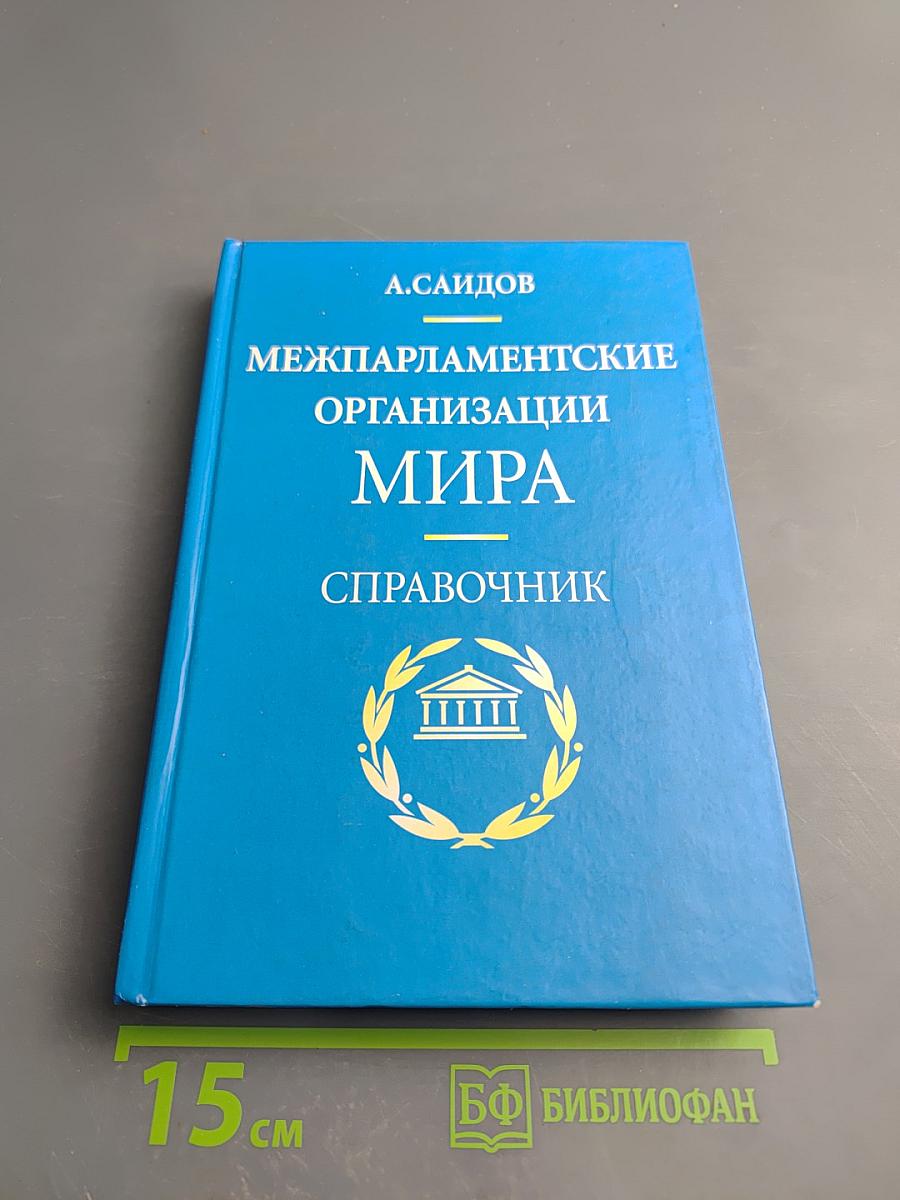 А.САИДОВ
МЕЖПАРЛАМЕНТСКИЕ
ОРГАНИЗАЦИИ
МИРА
СПРАВОЧНИК
15 см
БФ БИБЛИОФАН